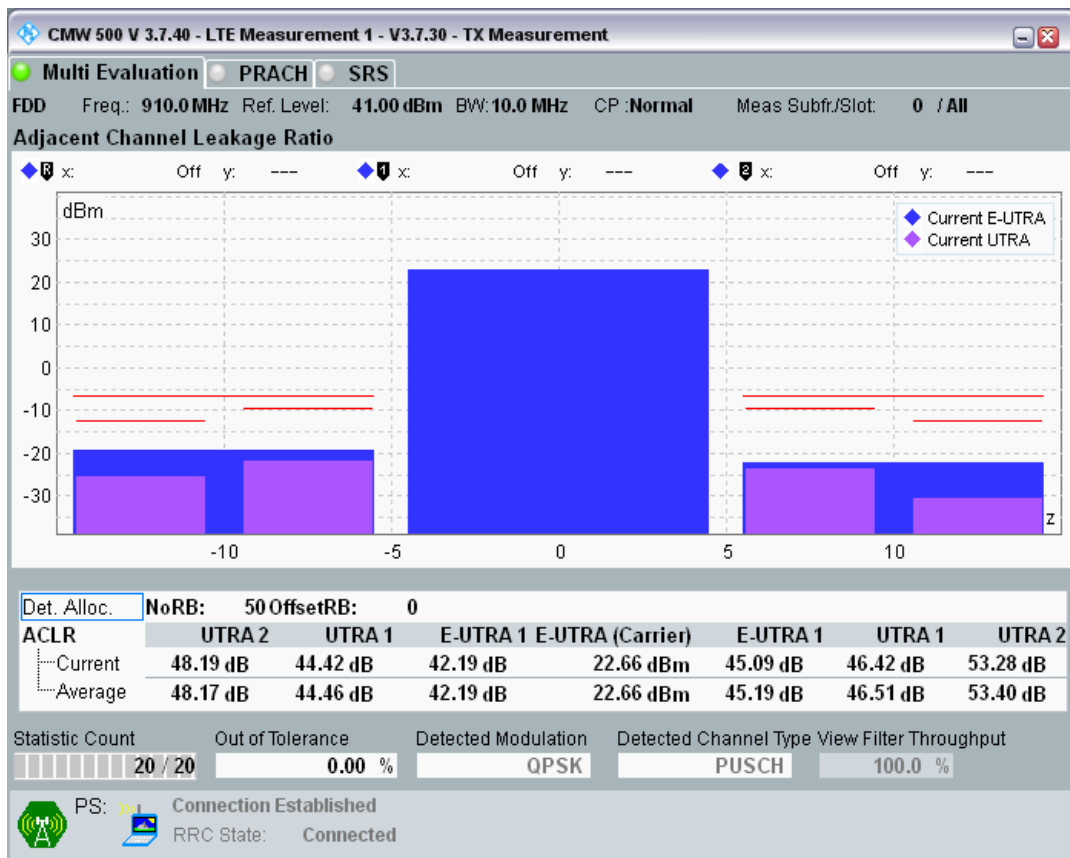 CMW 500 V 3.7.40 - LTE Measurement 1 - V3.7.30 - TX Measurement
Multi Evaluation PRACH SRS
FDD Freq.: 910.0 MHz Ref. Level: 41.00 dBm BW: 10.0 MHz CP :Normal Meas Subfr./Slot: 0 / All
Adjacent Channel Leakage Ratio
R x: Off y: --- 1 x: Off y: --- 2 x: Off y: ---
dBm
Current E-UTRA
Current UTRA
30
20
10
0
-10
-20
-30
z
-10 -5 0 5 10
Det. Alloc. NoRB: 50 OffsetRB: 0
ACLR UTRA 2 UTRA 1 E-UTRA 1 E-UTRA (Carrier) E-UTRA 1 UTRA 1 UTRA 2
Current 48.19 dB 44.42 dB 42.19 dB 22.66 dBm 45.09 dB 46.42 dB 53.28 dB
Average 48.17 dB 44.46 dB 42.19 dB 22.66 dBm 45.19 dB 46.51 dB 53.40 dB
Statistic Count Out of Tolerance Detected Modulation Detected Channel Type View Filter Throughput
20 / 20 0.00 % QPSK PUSCH 100.0 %
PS: Connection Established
RRC State: Connected